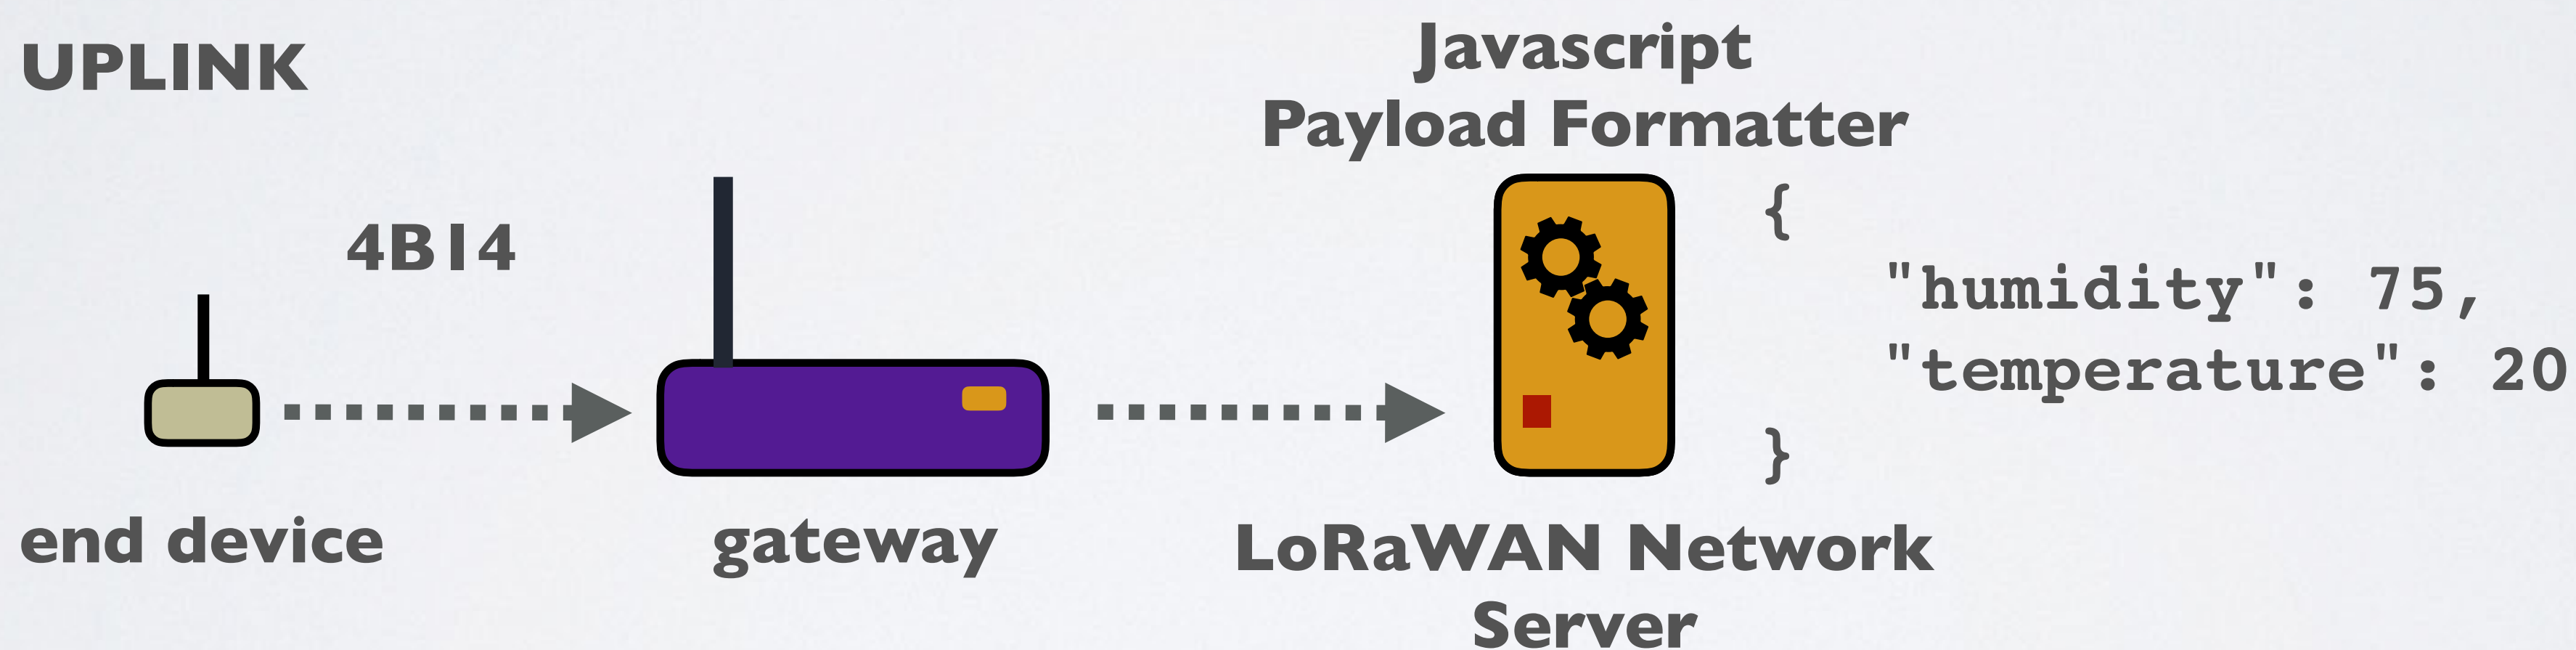 UPLINK
Javascript
Payload Formatter
4B14
{
"humidity": 75,
"temperature": 20
}
end device
gateway
LoRaWAN Network
Server